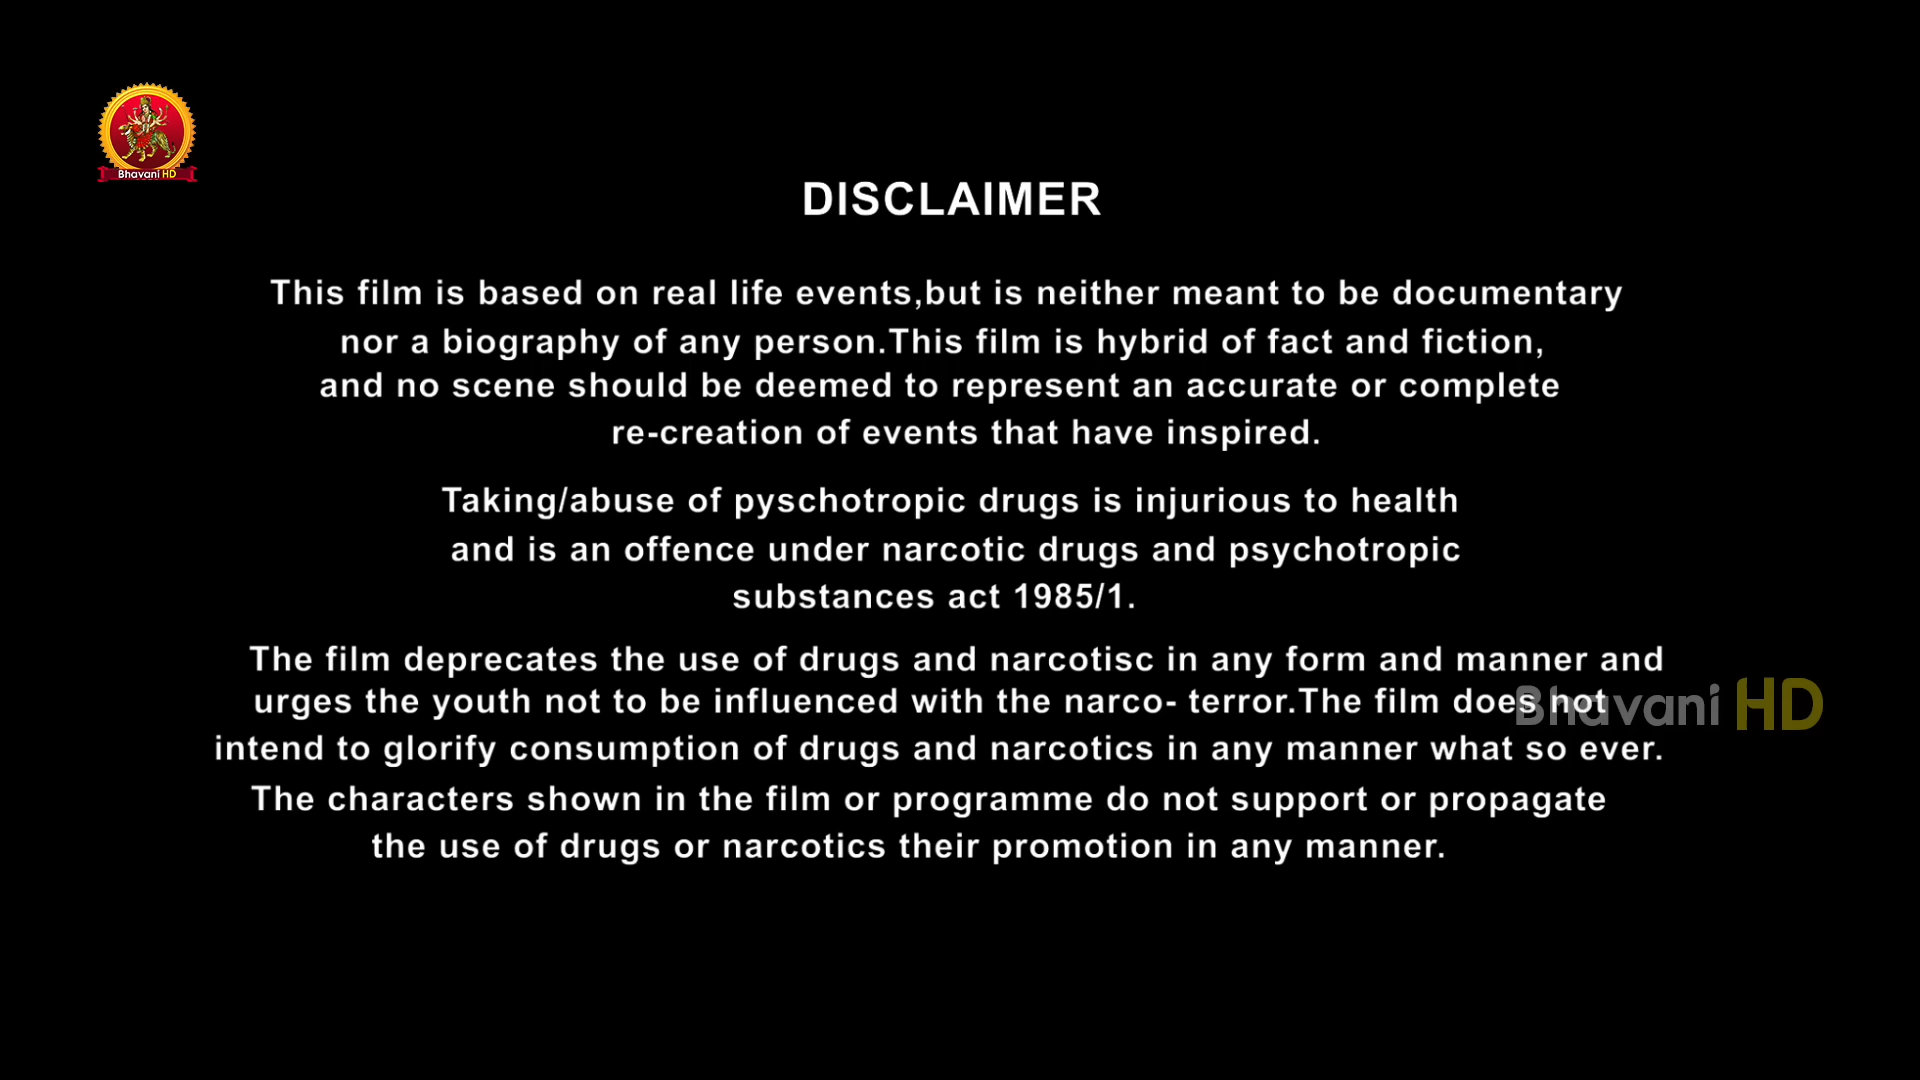 Bhavani HD
DISCLAIMER
This film is based on real life events,but is neither meant to be documentary
nor a biography of any person.This film is hybrid of fact and fiction,
and no scene should be deemed to represent an accurate or complete
re-creation of events that have inspired.
Taking/abuse of pyschotropic drugs is injurious to health
and is an offence under narcotic drugs and psychotropic
substances act 1985/1.
The film deprecates the use of drugs and narcotisc in any form and manner and
urges the youth not to be influenced with the narco- terror.The film does not
Bhavani HD
intend to glorify consumption of drugs and narcotics in any manner what so ever.
The characters shown in the film or programme do not support or propagate
the use of drugs or narcotics their promotion in any manner.